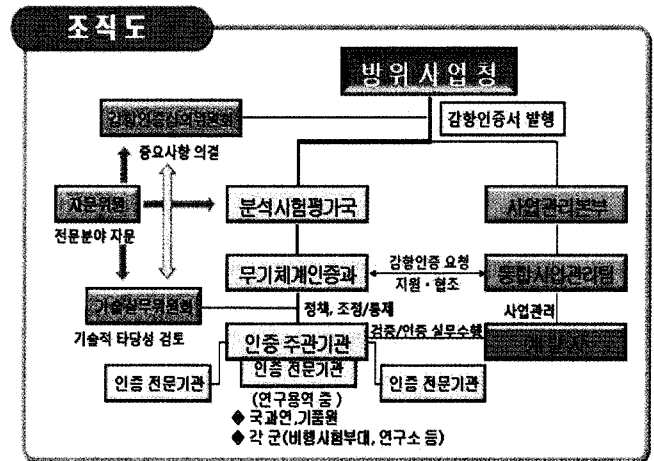 조직도
방위사업청
감항인증심의위원회
감항인증서 발행
중요사항 의결
자문위원
분석시험평가국
사업관리본부
전문분야 자문
무기체계인증과
감항인증 요청
지원·협조
통합사업관리팀
기술실무위원회
정책, 조정/통제
사업관리
기술적 타당성 검토
인증 주관기관
검증/인증 실무수행
개발사
인증 전문기관
인증 전문기관
인증 전문기관
(연구용역 중)
◆ 국과연,기품원
◆ 각 군(비행시험부대, 연구소 등)